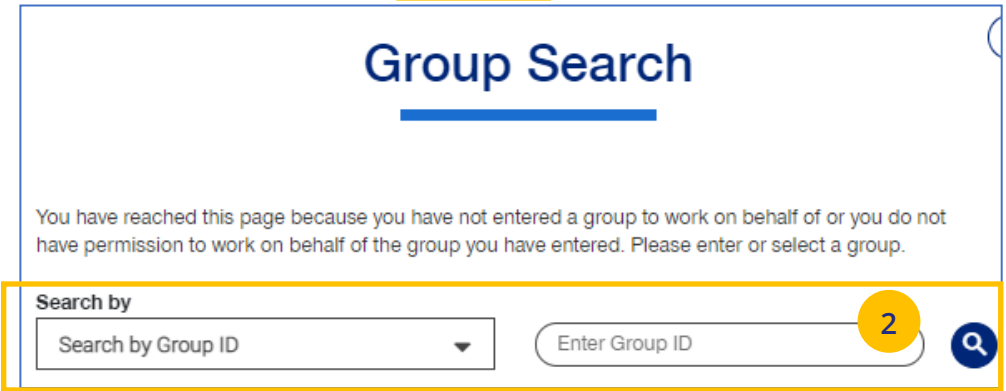 Group Search
You have reached this page because you have not entered a group to work on behalf of or you do not
have permission to work on behalf of the group you have entered. Please enter or select a group.
Search by
Search by Group ID
Enter Group ID
2